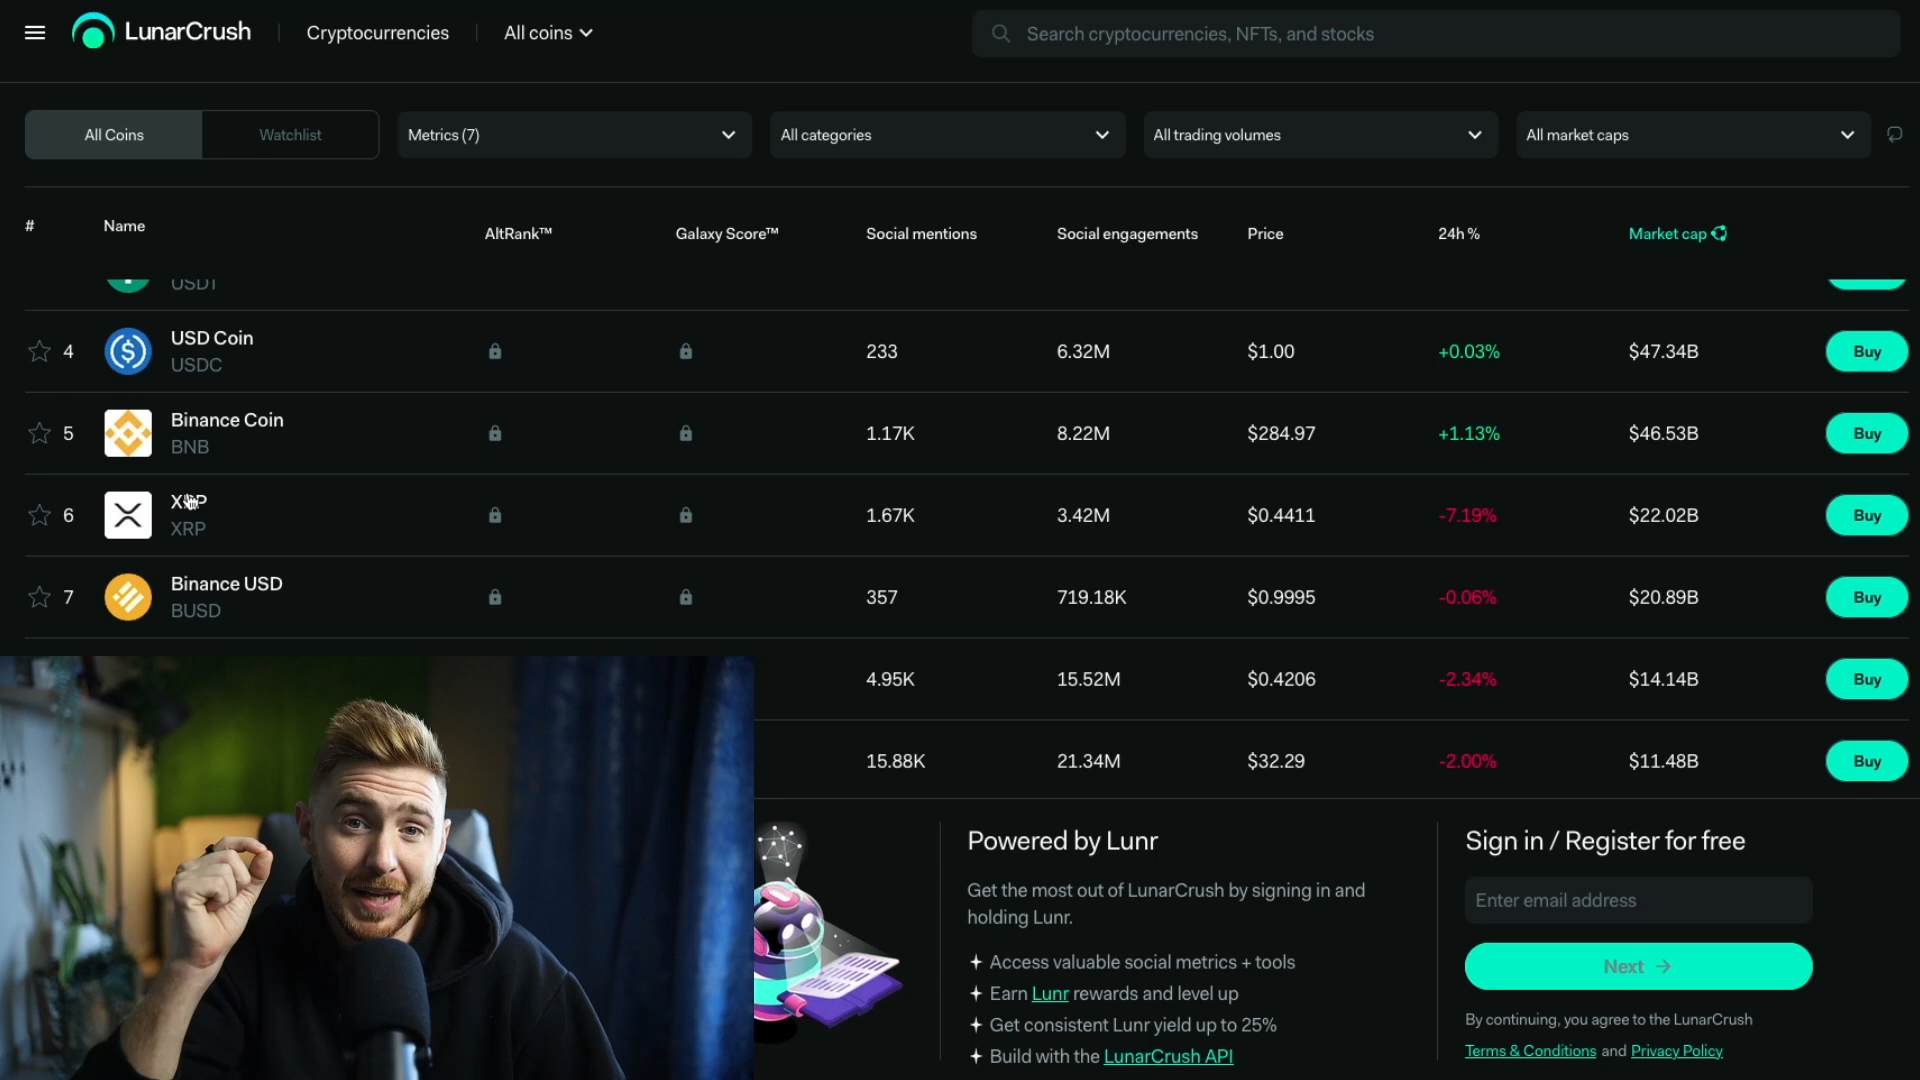 LunarCrush
Cryptocurrencies
All coins
Search cryptocurrencies, NFTs, and stocks
All Coins
Watchlist
Metrics (7)
All categories
All trading volumes
All market caps
# Name AltRank™ Galaxy Score™ Social mentions Social engagements Price 24h % Market cap
USDT
USD Coin
4 233 6.32M $1.00 +0.03% $47.34B Buy
USDC
Binance Coin
5 1.17K 8.22M $284.97 +1.13% $46.53B Buy
BNB
XRP
6 1.67K 3.42M $0.4411 -7.19% $22.02B Buy
XRP
Binance USD
7 357 719.18K $0.9995 -0.06% $20.89B Buy
BUSD
4.95K 15.52M $0.4206 -2.34% $14.14B Buy
15.88K 21.34M $32.29 -2.00% $11.48B Buy
Powered by Lunr
Get the most out of LunarCrush by signing in and
holding Lunr.
Access valuable social metrics + tools
Earn Lunr rewards and level up
Get consistent Lunr yield up to 25%
Build with the LunarCrush API
Sign in / Register for free
Enter email address
Next →
By continuing, you agree to the LunarCrush
Terms & Conditions and Privacy Policy